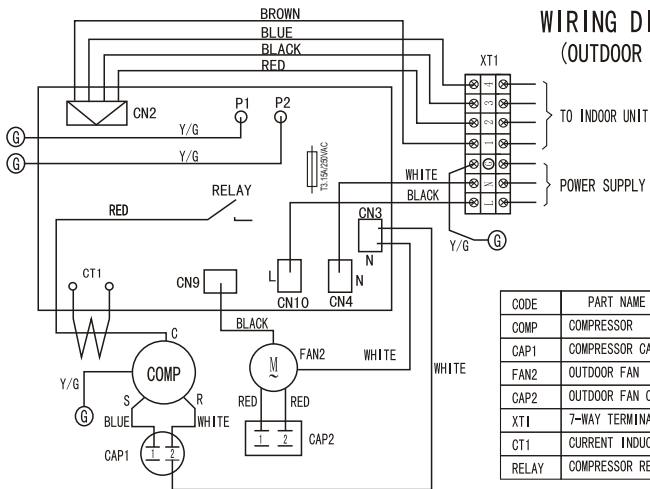 WIRING DI
(OUTDOOR
BROWN
BLUE
BLACK
RED
XT1
4
3
2
1
N
L
TO INDOOR UNIT
POWER SUPPLY
CN2
P1
P2
G
Y/G
G
Y/G
T3.15A/250VAC
WHITE
BLACK
RELAY
RED
CN3
N
Y/G
G
CT1
CN9
L
CN10
N
CN4
C
BLACK
COMP
M
~
FAN2
WHITE
WHITE
Y/G
G
S
R
BLUE
WHITE
RED
RED
CAP1
1 2
1 2
CAP2
CODE PART NAME
COMP COMPRESSOR
CAP1 COMPRESSOR CA
FAN2 OUTDOOR FAN
CAP2 OUTDOOR FAN C
XT1 7-WAY TERMINA
CT1 CURRENT INDUC
RELAY COMPRESSOR RE